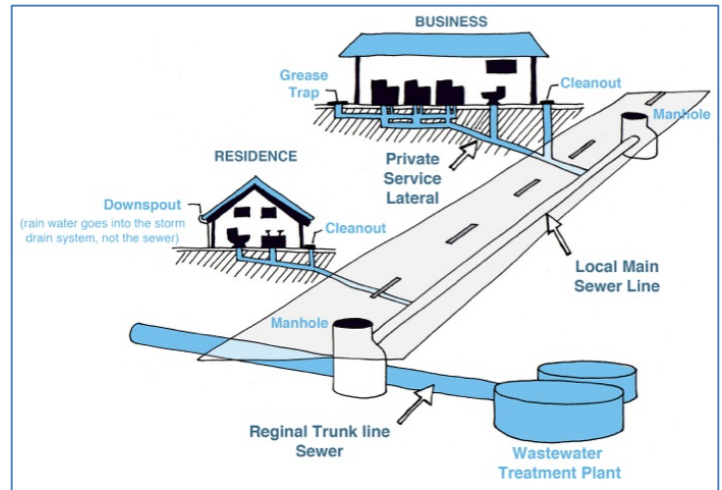 BUSINESS
Grease
Trap
Cleanout
Manhole
Private
Service
Lateral
RESIDENCE
Downspout
(rain water goes into the storm
drain system, not the sewer)
Cleanout
Local Main
Sewer Line
Manhole
Reginal Trunk line
Sewer
Wastewater
Treatment Plant